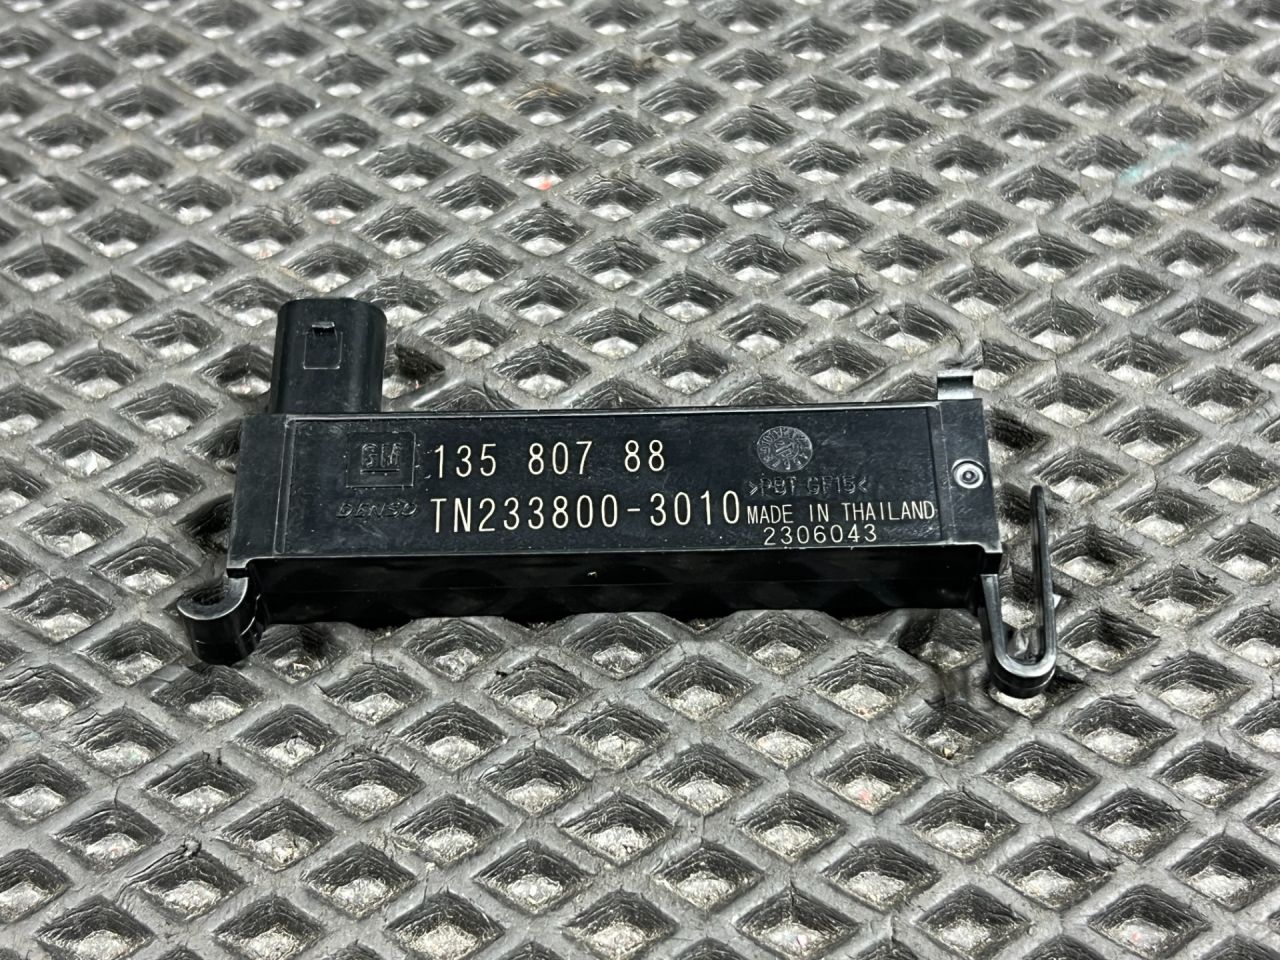 GM
135 807 88
DENSO
TN233800-3010
>PBT GF15<
MADE IN THAILAND
2306043